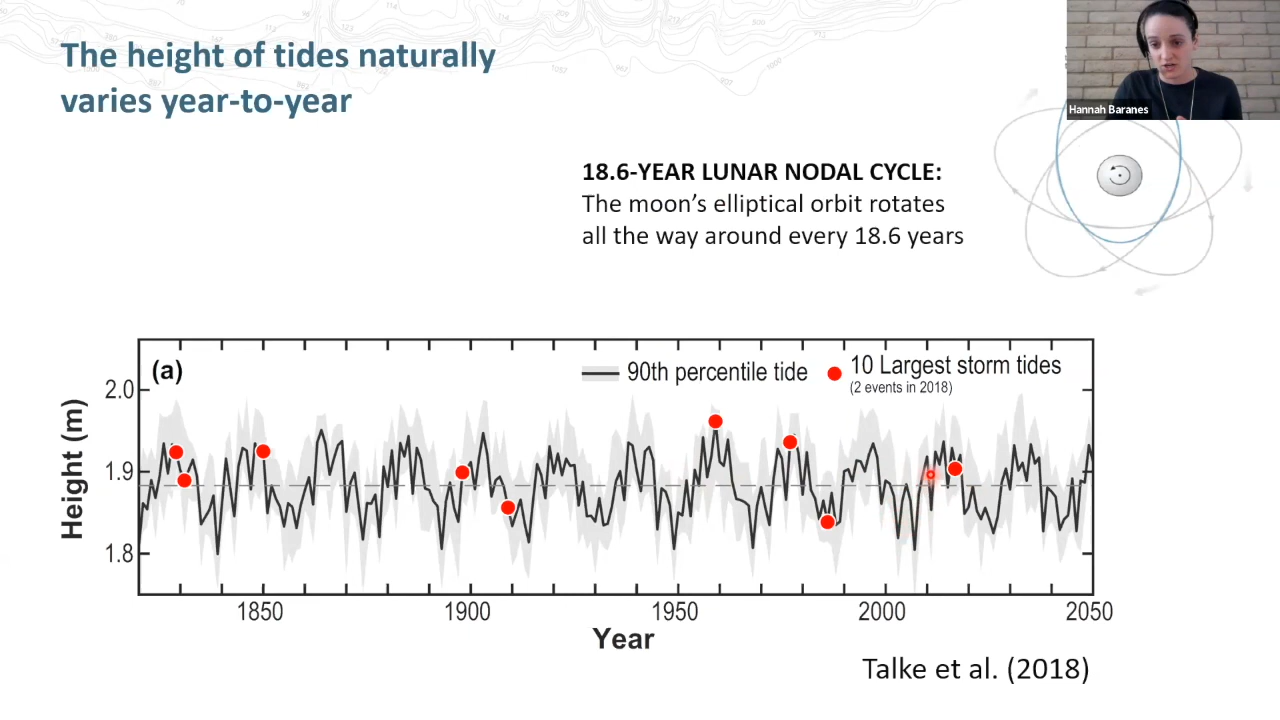 The height of tides naturally
varies year-to-year
Hannah Baranes
18.6-YEAR LUNAR NODAL CYCLE:
The moon's elliptical orbit rotates
all the way around every 18.6 years
(a)
90th percentile tide
10 Largest storm tides
(2 events in 2018)
Height (m)
2.0
1.9
1.8
1850 1900 1950 2000 2050
Year
Talke et al. (2018)